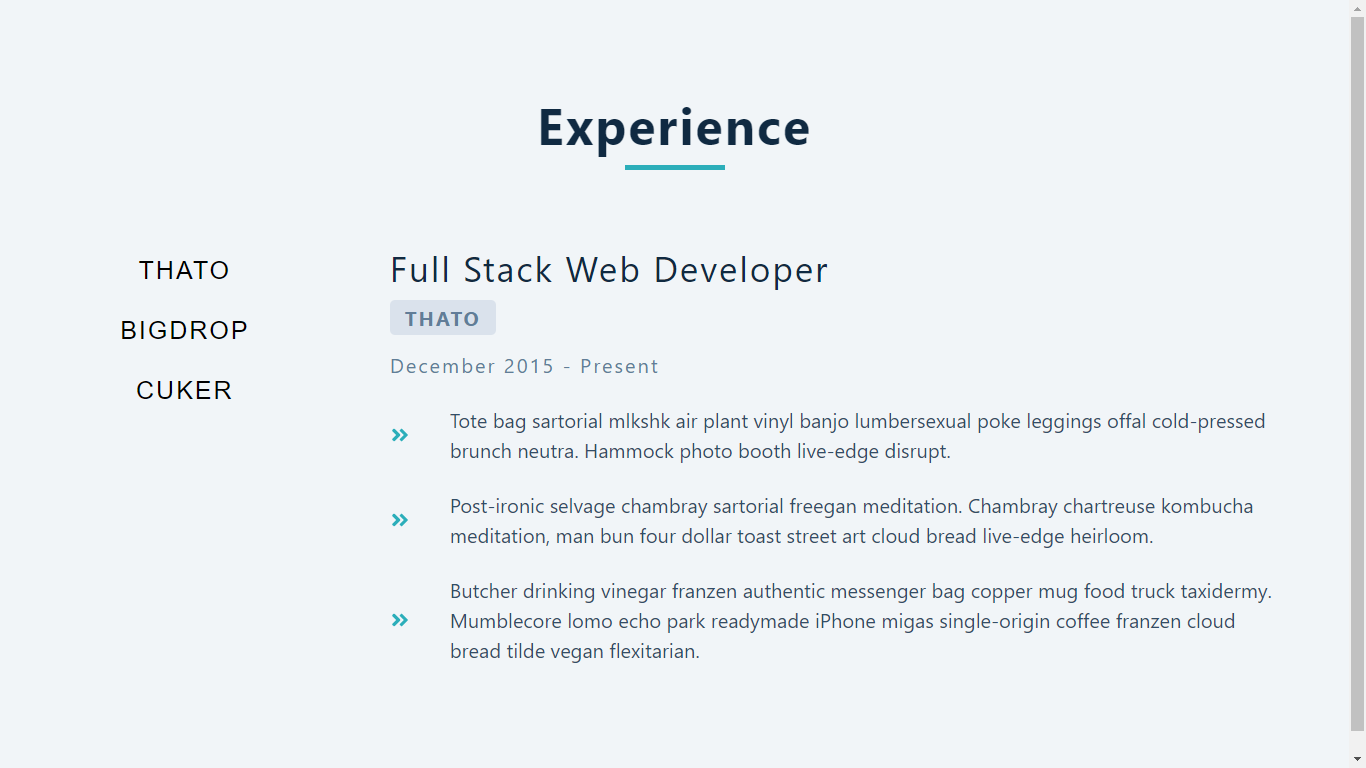 Experience
THATO
BIGDROP
CUKER
Full Stack Web Developer
THATO
December 2015 - Present
Tote bag sartorial mlkshk air plant vinyl banjo lumbersexual poke leggings offal cold-pressed
brunch neutra. Hammock photo booth live-edge disrupt.
Post-ironic selvage chambray sartorial freegan meditation. Chambray chartreuse kombucha
meditation, man bun four dollar toast street art cloud bread live-edge heirloom.
Butcher drinking vinegar franzen authentic messenger bag copper mug food truck taxidermy.
Mumblecore lomo echo park readymade iPhone migas single-origin coffee franzen cloud
bread tilde vegan flexitarian.